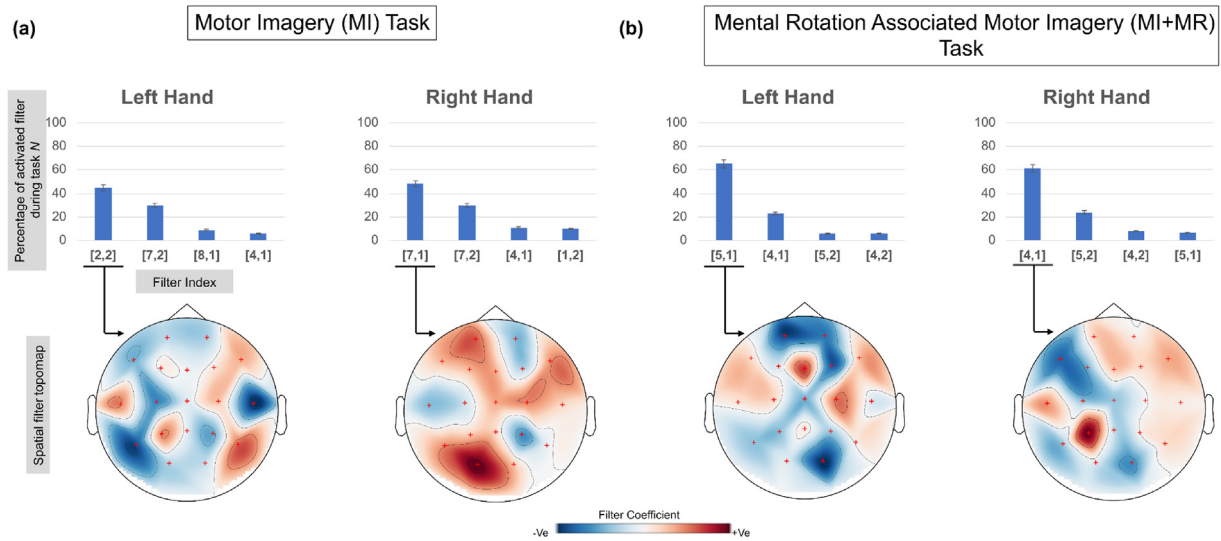 (a)
Motor Imagery (MI) Task
(b)
Mental Rotation Associated Motor Imagery (MI+MR)
Task
Percentage of activated filter
during task N
Left Hand
100
80
60
40
20
0
[2,2] [7,2] [8,1] [4,1]
Filter Index
Right Hand
100
80
60
40
20
0
[7,1] [7,2] [4,1] [1,2]
Left Hand
100
80
60
40
20
0
[5,1] [4,1] [5,2] [4,2]
Right Hand
100
80
60
40
20
0
[4,1] [5,2] [4,2] [5,1]
Spatial filter topomap
Filter Coefficient
-Ve +Ve